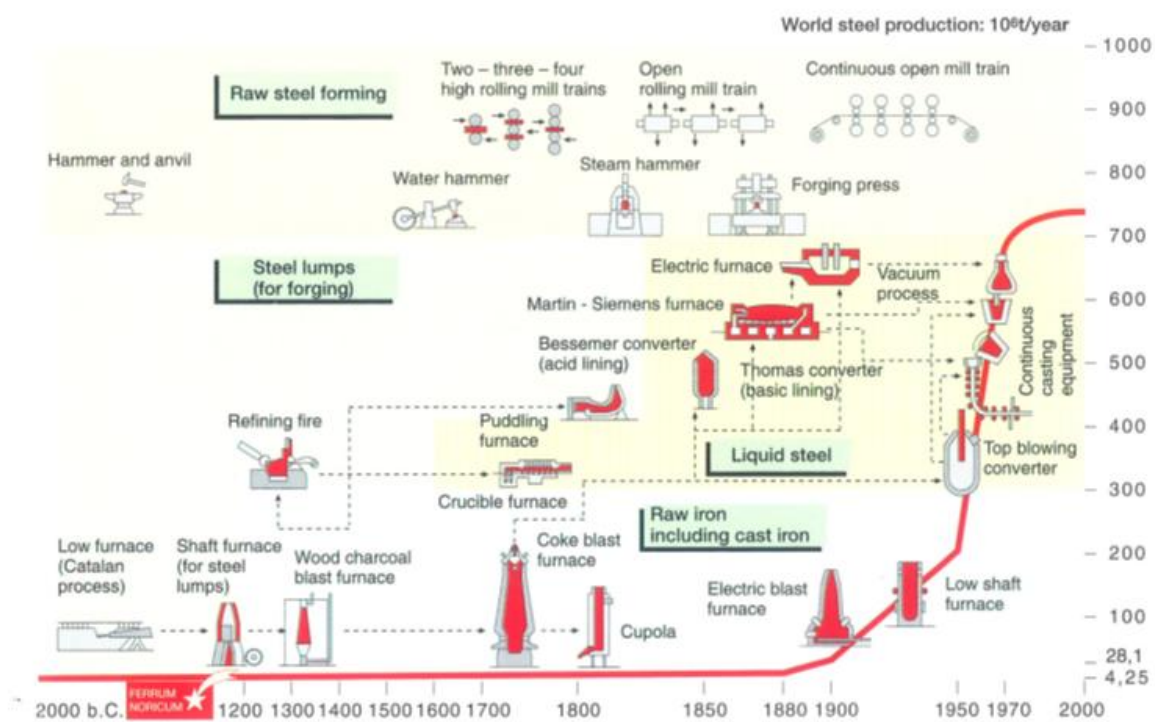 World steel production: 10⁶t/year
1000
Two – three – four
high rolling mill trains
Open
rolling mill train
Continuous open mill train
Raw steel forming
900
Hammer and anvil
Water hammer
Steam hammer
Forging press
800
700
Steel lumps
(for forging)
Electric furnace
Vacuum
process
Martin - Siemens furnace
600
Bessemer converter
(acid lining)
Thomas converter
(basic lining)
Continuous
casting
equipment
500
Refining fire
Puddling
furnace
400
Liquid steel
Top blowing
converter
Crucible furnace
300
Raw iron
including cast iron
Low furnace
(Catalan
process)
Shaft furnace
(for steel
lumps)
Wood charcoal
blast furnace
Coke blast
furnace
200
Electric blast
furnace
Low shaft
furnace
Cupola
100
28,1
4,25
FERRUM
NORICUM
2000 b.C. 1200 1300 1400 1500 1600 1700 1800 1850 1880 1900 1950 1970 2000